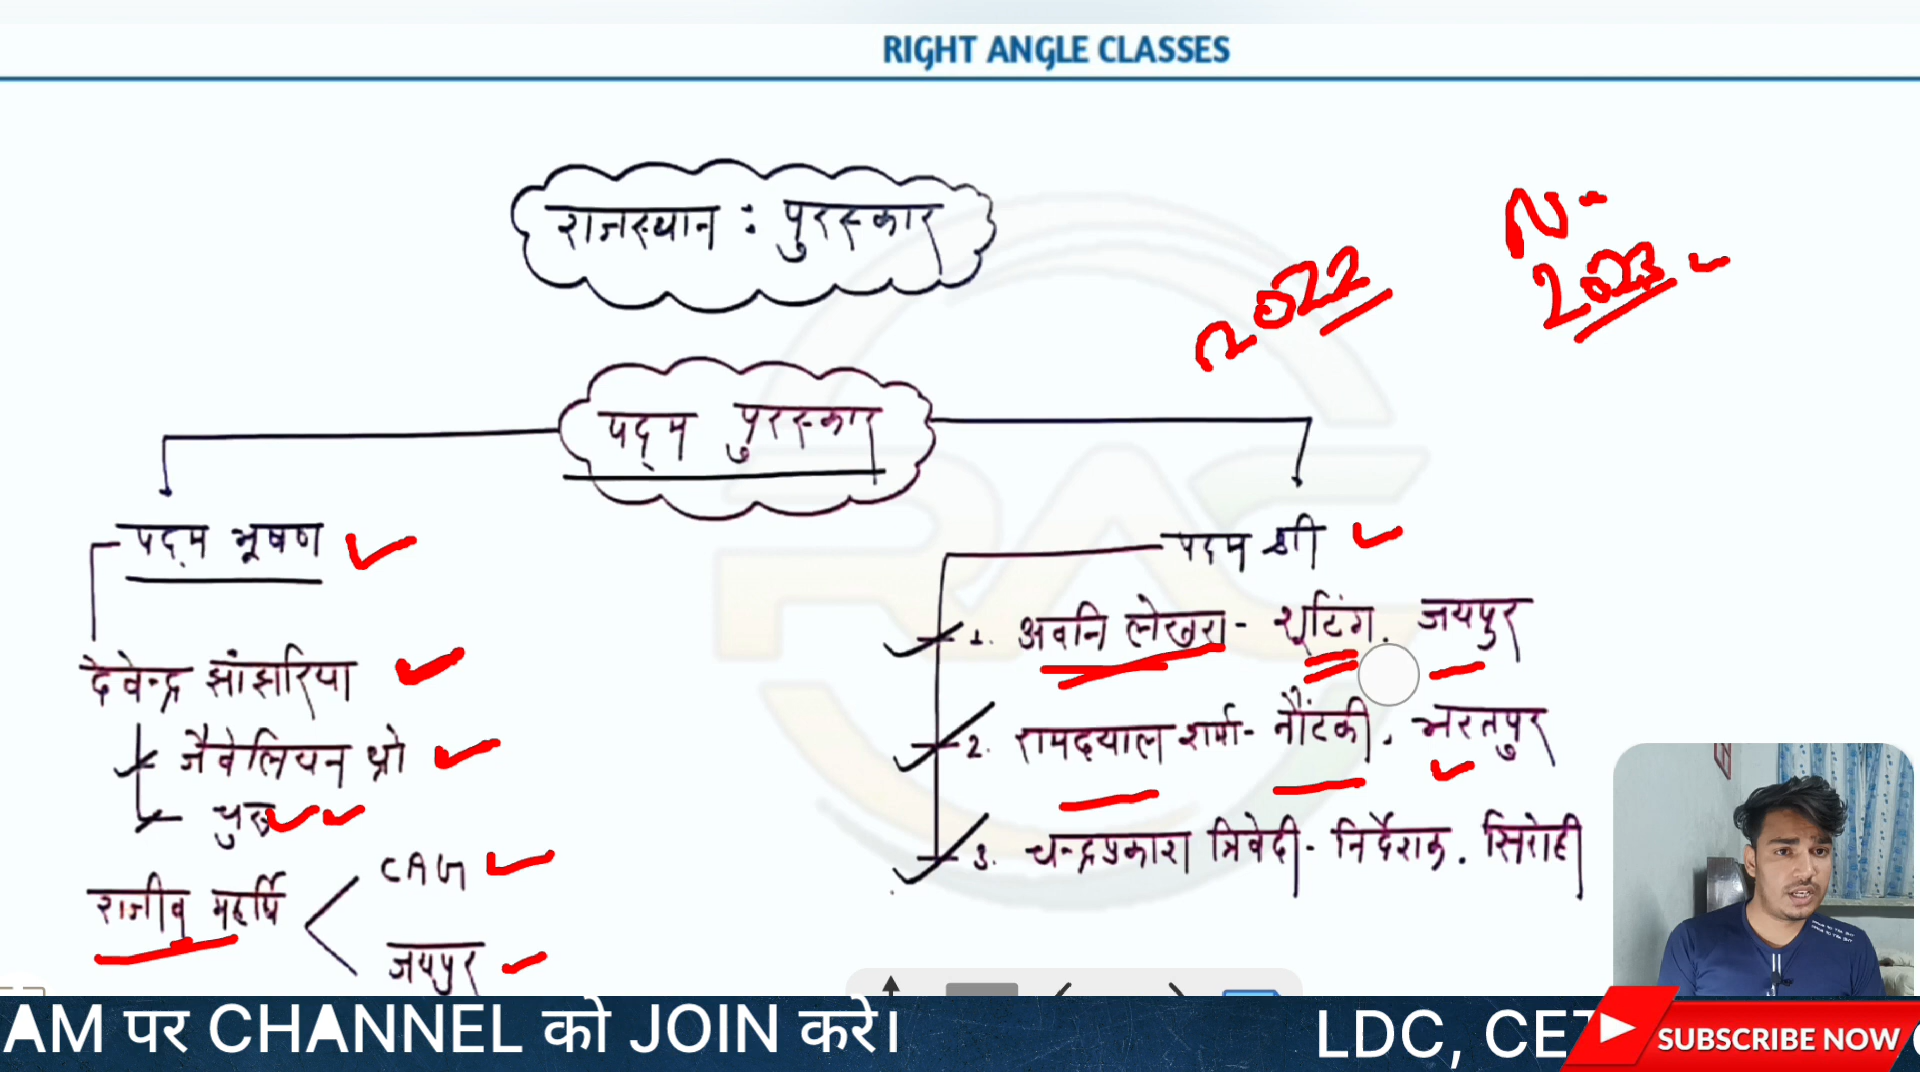 RIGHT ANGLE CLASSES
राजस्थान : पुरस्कार
N-
2022
2023
पद्म पुरस्कार
पद्म भूषण
पद्म श्री
देवेन्द्र झांझरिया
जैवेलियन थ्रो
चुरू
राजीव महर्षि
CAG
जयपुर
1. अवनि लेखरा - शूटिंग. जयपुर
2. रामदयाल शर्मा - नौटंकी. भरतपुर
3. चन्द्रप्रकाश त्रिवेदी - निर्देशक. सिरोही
AM पर CHANNEL को JOIN करे।
LDC, CET
SUBSCRIBE NOW